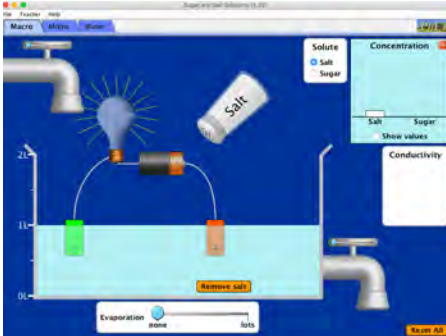 Sugar and Salt Solutions (1.10)
File Teacher Help
Macro Micro Water
Solute
Salt
Sugar
Concentration
Salt Sugar
Show values
Salt
Conductivity
2L
1L
0L
Remove salt
Evaporation
none lots
Reset All